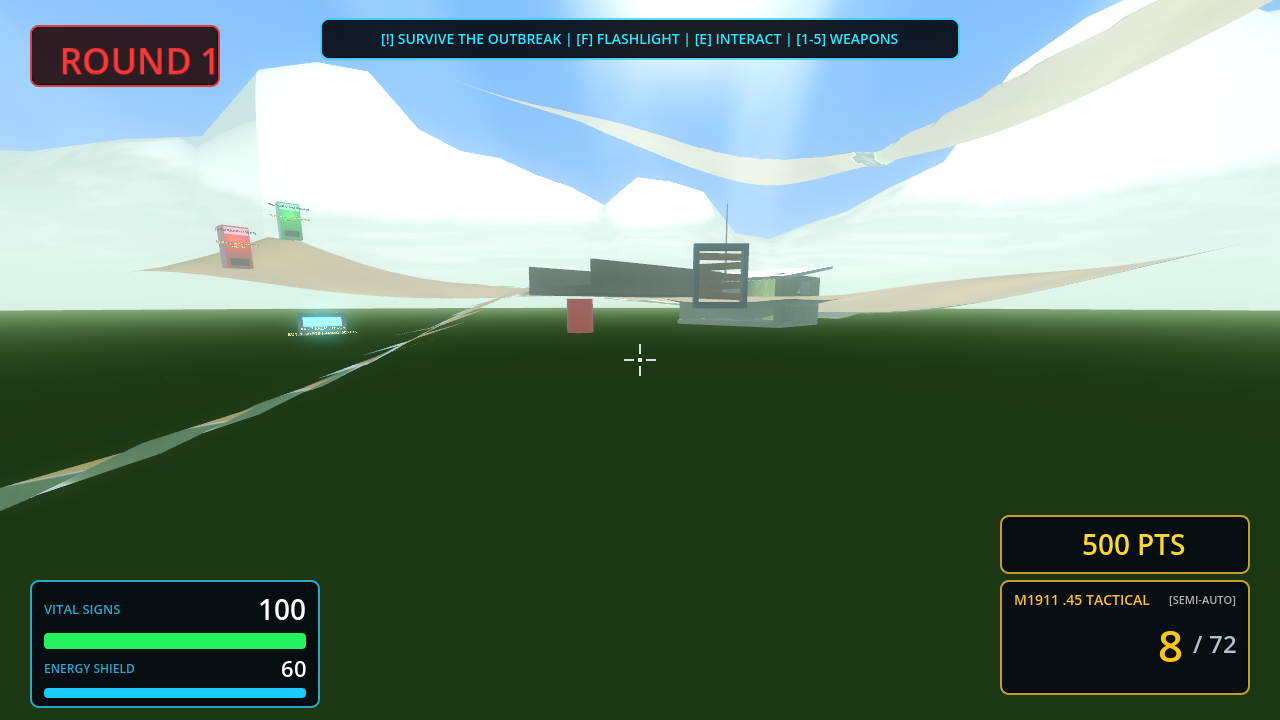 ROUND 1
[!] SURVIVE THE OUTBREAK | [F] FLASHLIGHT | [E] INTERACT | [1-5] WEAPONS
500 PTS
VITAL SIGNS 100
ENERGY SHIELD 60
M1911 .45 TACTICAL [SEMI-AUTO]
8 / 72